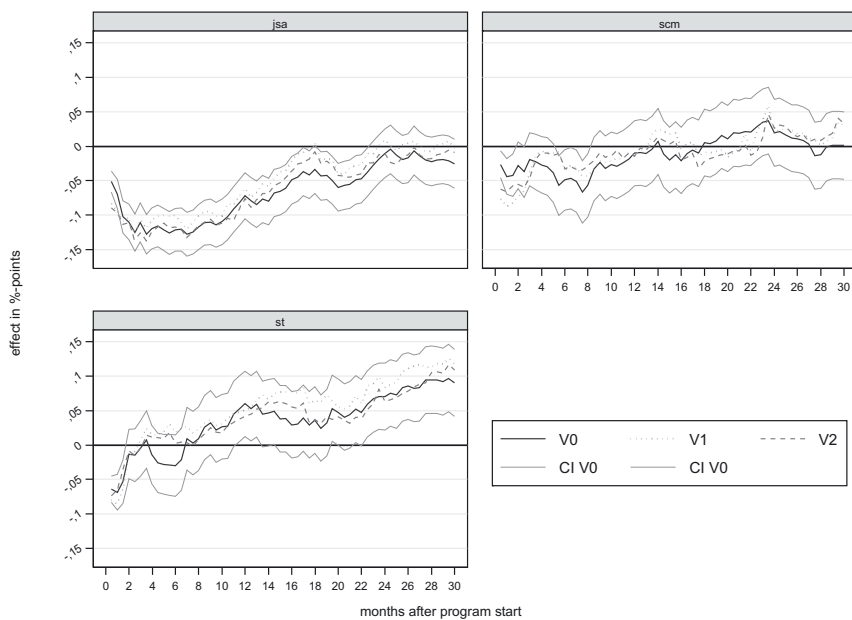 jsa
scm
,15
,1
,05
0
-,05
-,1
-,15
0 2 4 6 8 10 12 14 16 18 20 22 24 26 28 30
effect in %-points
st
,15
,1
,05
0
-,05
-,1
-,15
0 2 4 6 8 10 12 14 16 18 20 22 24 26 28 30
V0 V1 V2
CI V0 CI V0
months after program start